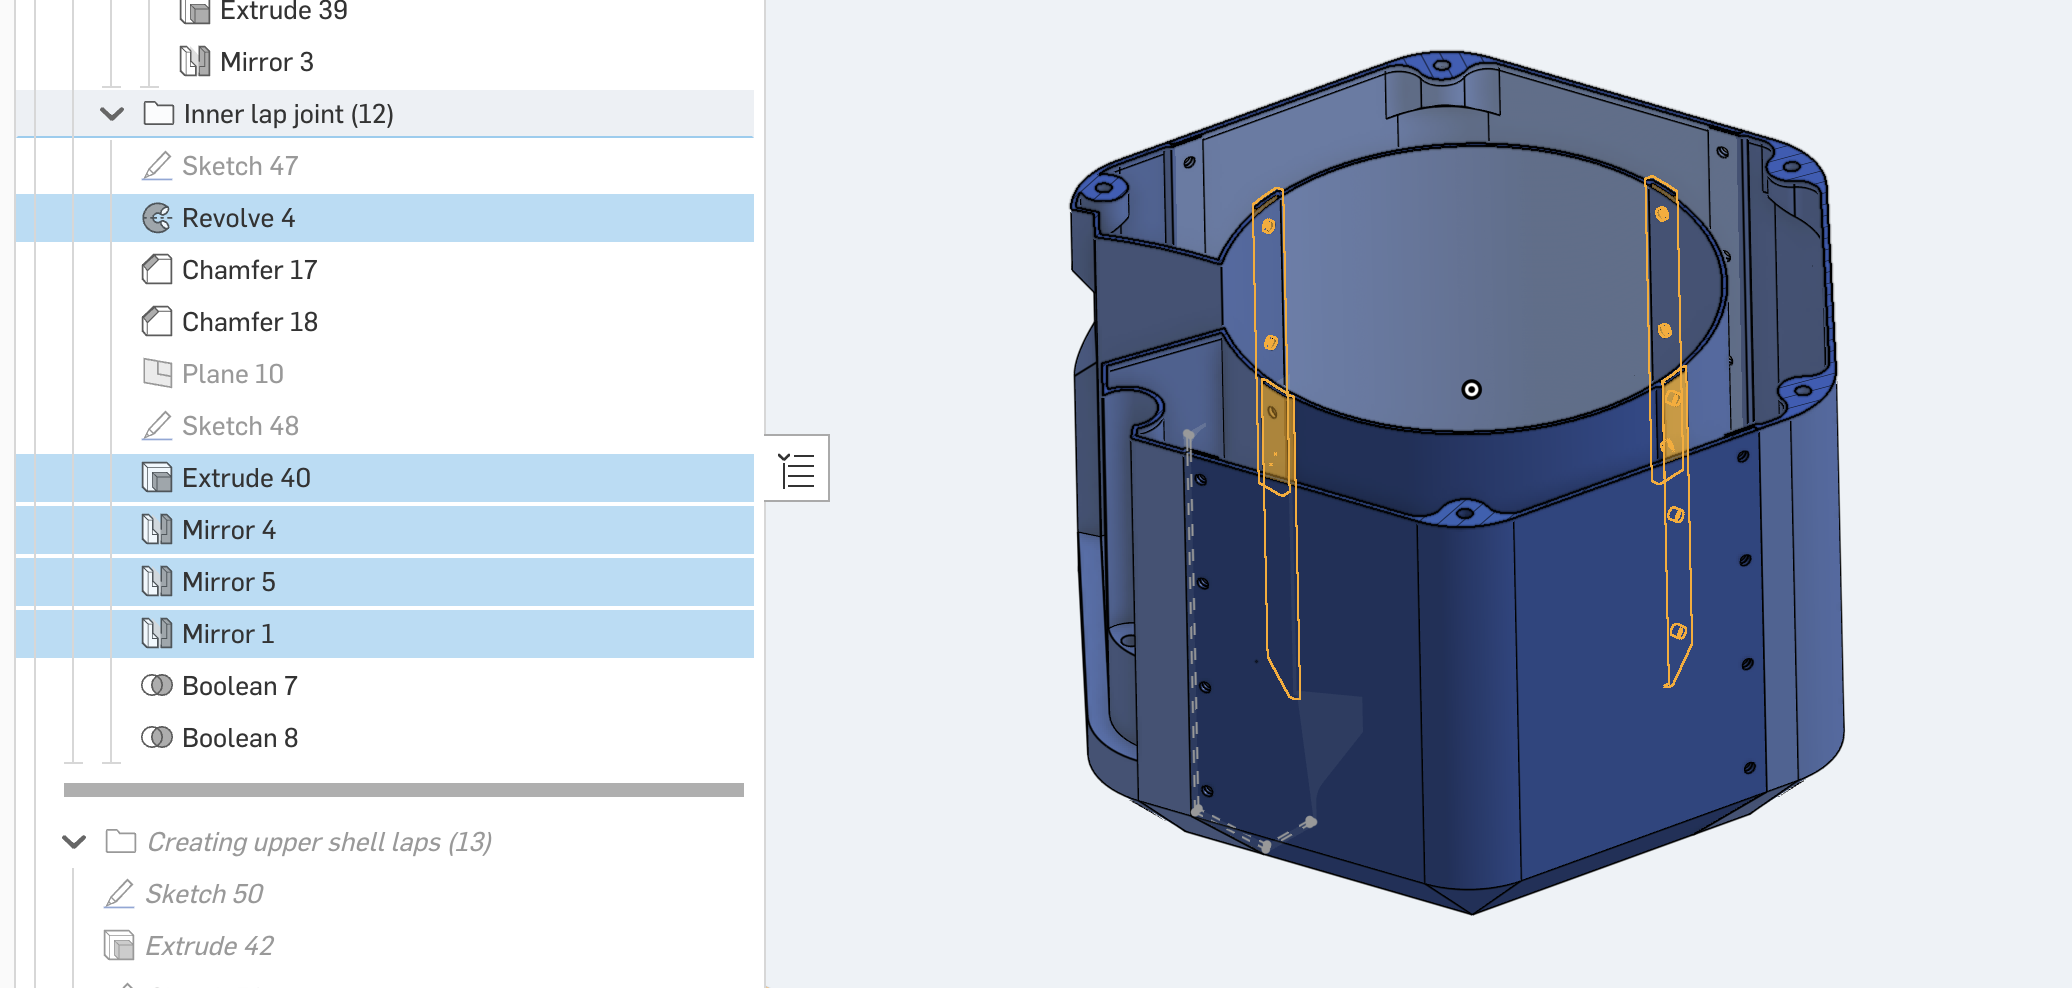 Extrude 39
Mirror 3
Inner lap joint (12)
Sketch 47
Revolve 4
Chamfer 17
Chamfer 18
Plane 10
Sketch 48
Extrude 40
Mirror 4
Mirror 5
Mirror 1
Boolean 7
Boolean 8
Creating upper shell laps (13)
Sketch 50
Extrude 42